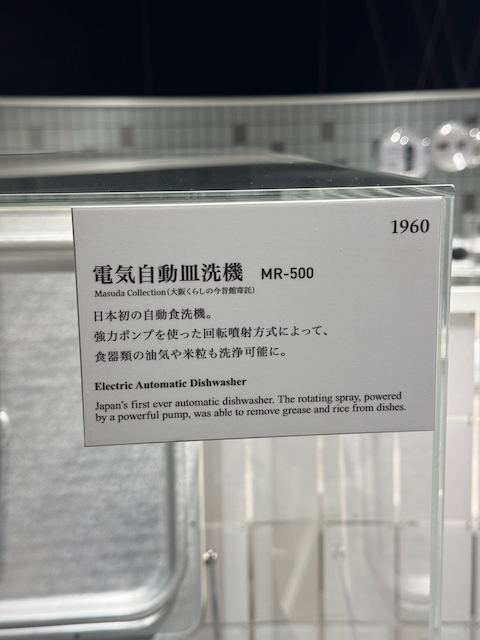 1960
電気自動皿洗機 MR-500
Masuda Collection(大阪くらしの今昔館寄託)
日本初の自動食洗機。
強力ポンプを使った回転噴射方式によって、
食器類の油気や米粒も洗浄可能に。
Electric Automatic Dishwasher
Japan's first ever automatic dishwasher. The rotating spray, powered
by a powerful pump, was able to remove grease and rice from dishes.